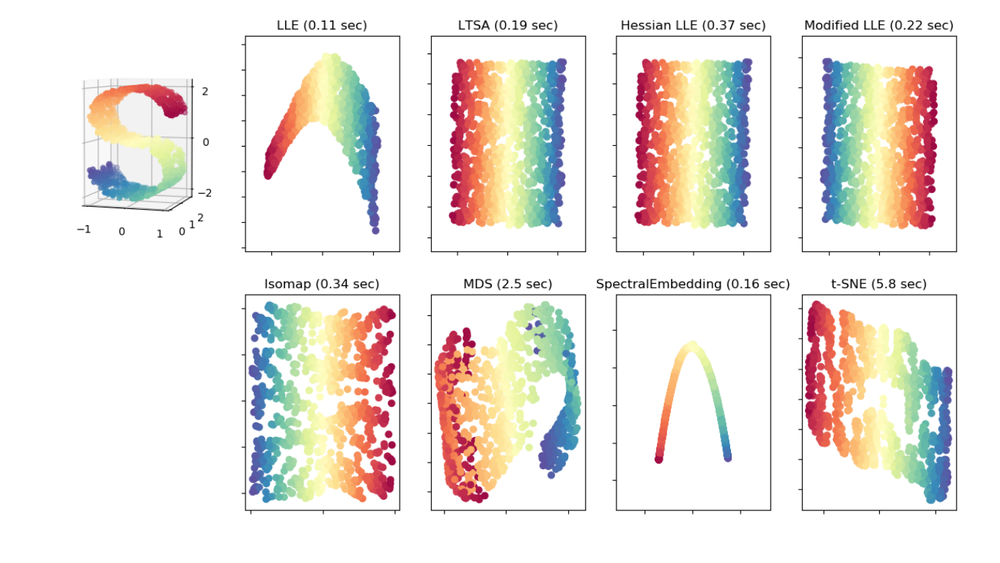 LLE (0.11 sec)
LTSA (0.19 sec)
Hessian LLE (0.37 sec)
Modified LLE (0.22 sec)
2
0
−2
−1
0
1
0
1
2
Isomap (0.34 sec)
MDS (2.5 sec)
SpectralEmbedding (0.16 sec)
t-SNE (5.8 sec)